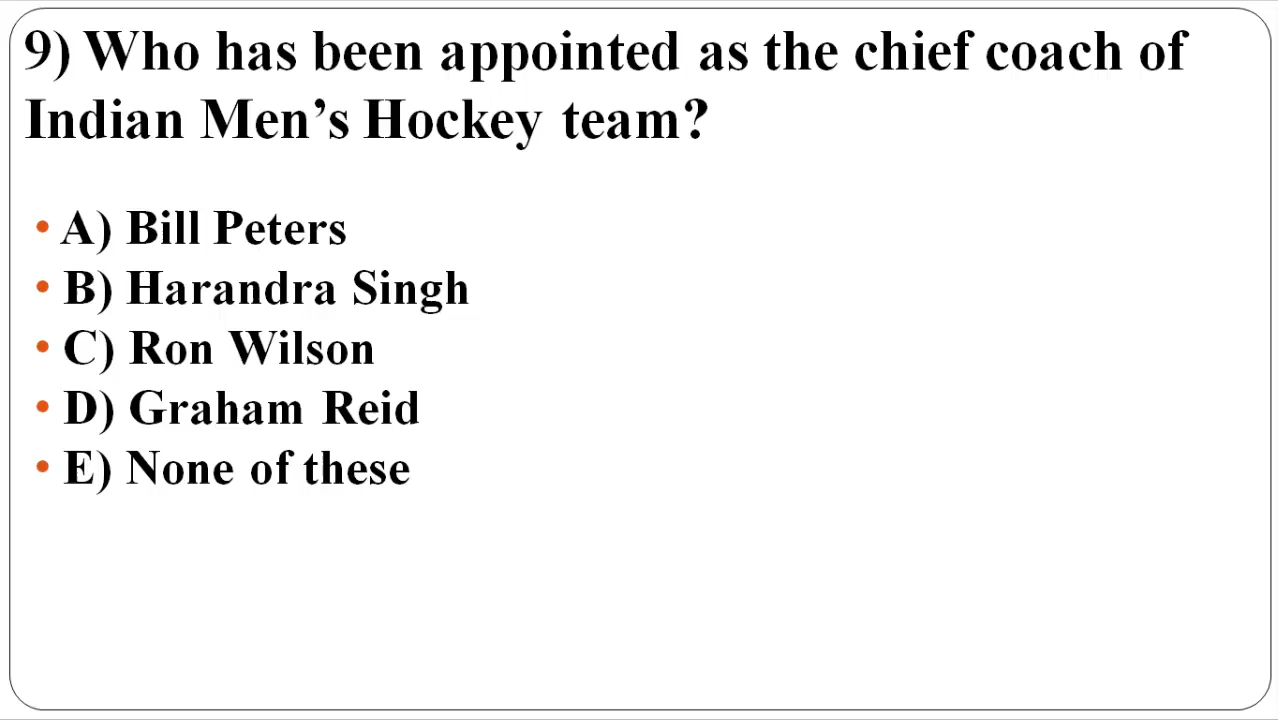 9) Who has been appointed as the chief coach of
Indian Men’s Hockey team?
• A) Bill Peters
• B) Harandra Singh
• C) Ron Wilson
• D) Graham Reid
• E) None of these